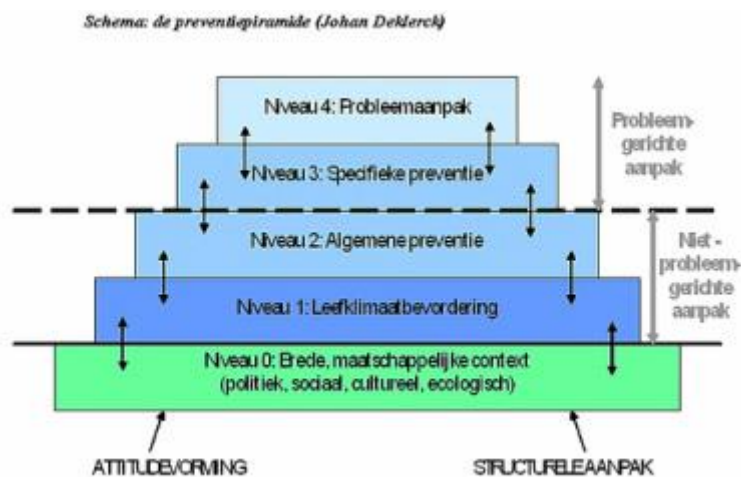 Schema: de preventiepiramide (Johan Deklerck)
Niveau 4: Probleemaanpak
Niveau 3: Specifieke preventie
Niveau 2: Algemene preventie
Niveau 1: Leefklimaatbevordering
Niveau 0: Brede, maatschappelijke context
(politiek, sociaal, cultureel, ecologisch)
Probleem-
gerichte
aanpak
Niet -
probleem-
gerichte
aanpak
ATTITUDEVORMING
STRUCTURELE AANPAK